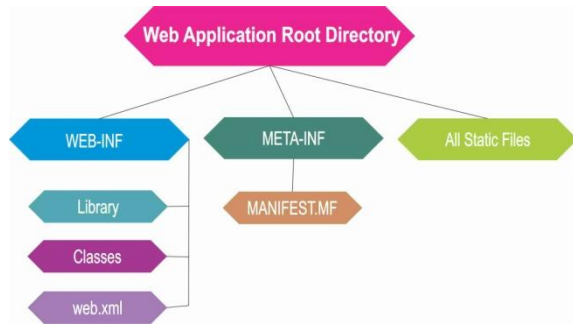 Web Application Root Directory
WEB-INF
META-INF
All Static Files
Library
MANIFEST.MF
Classes
web.xml